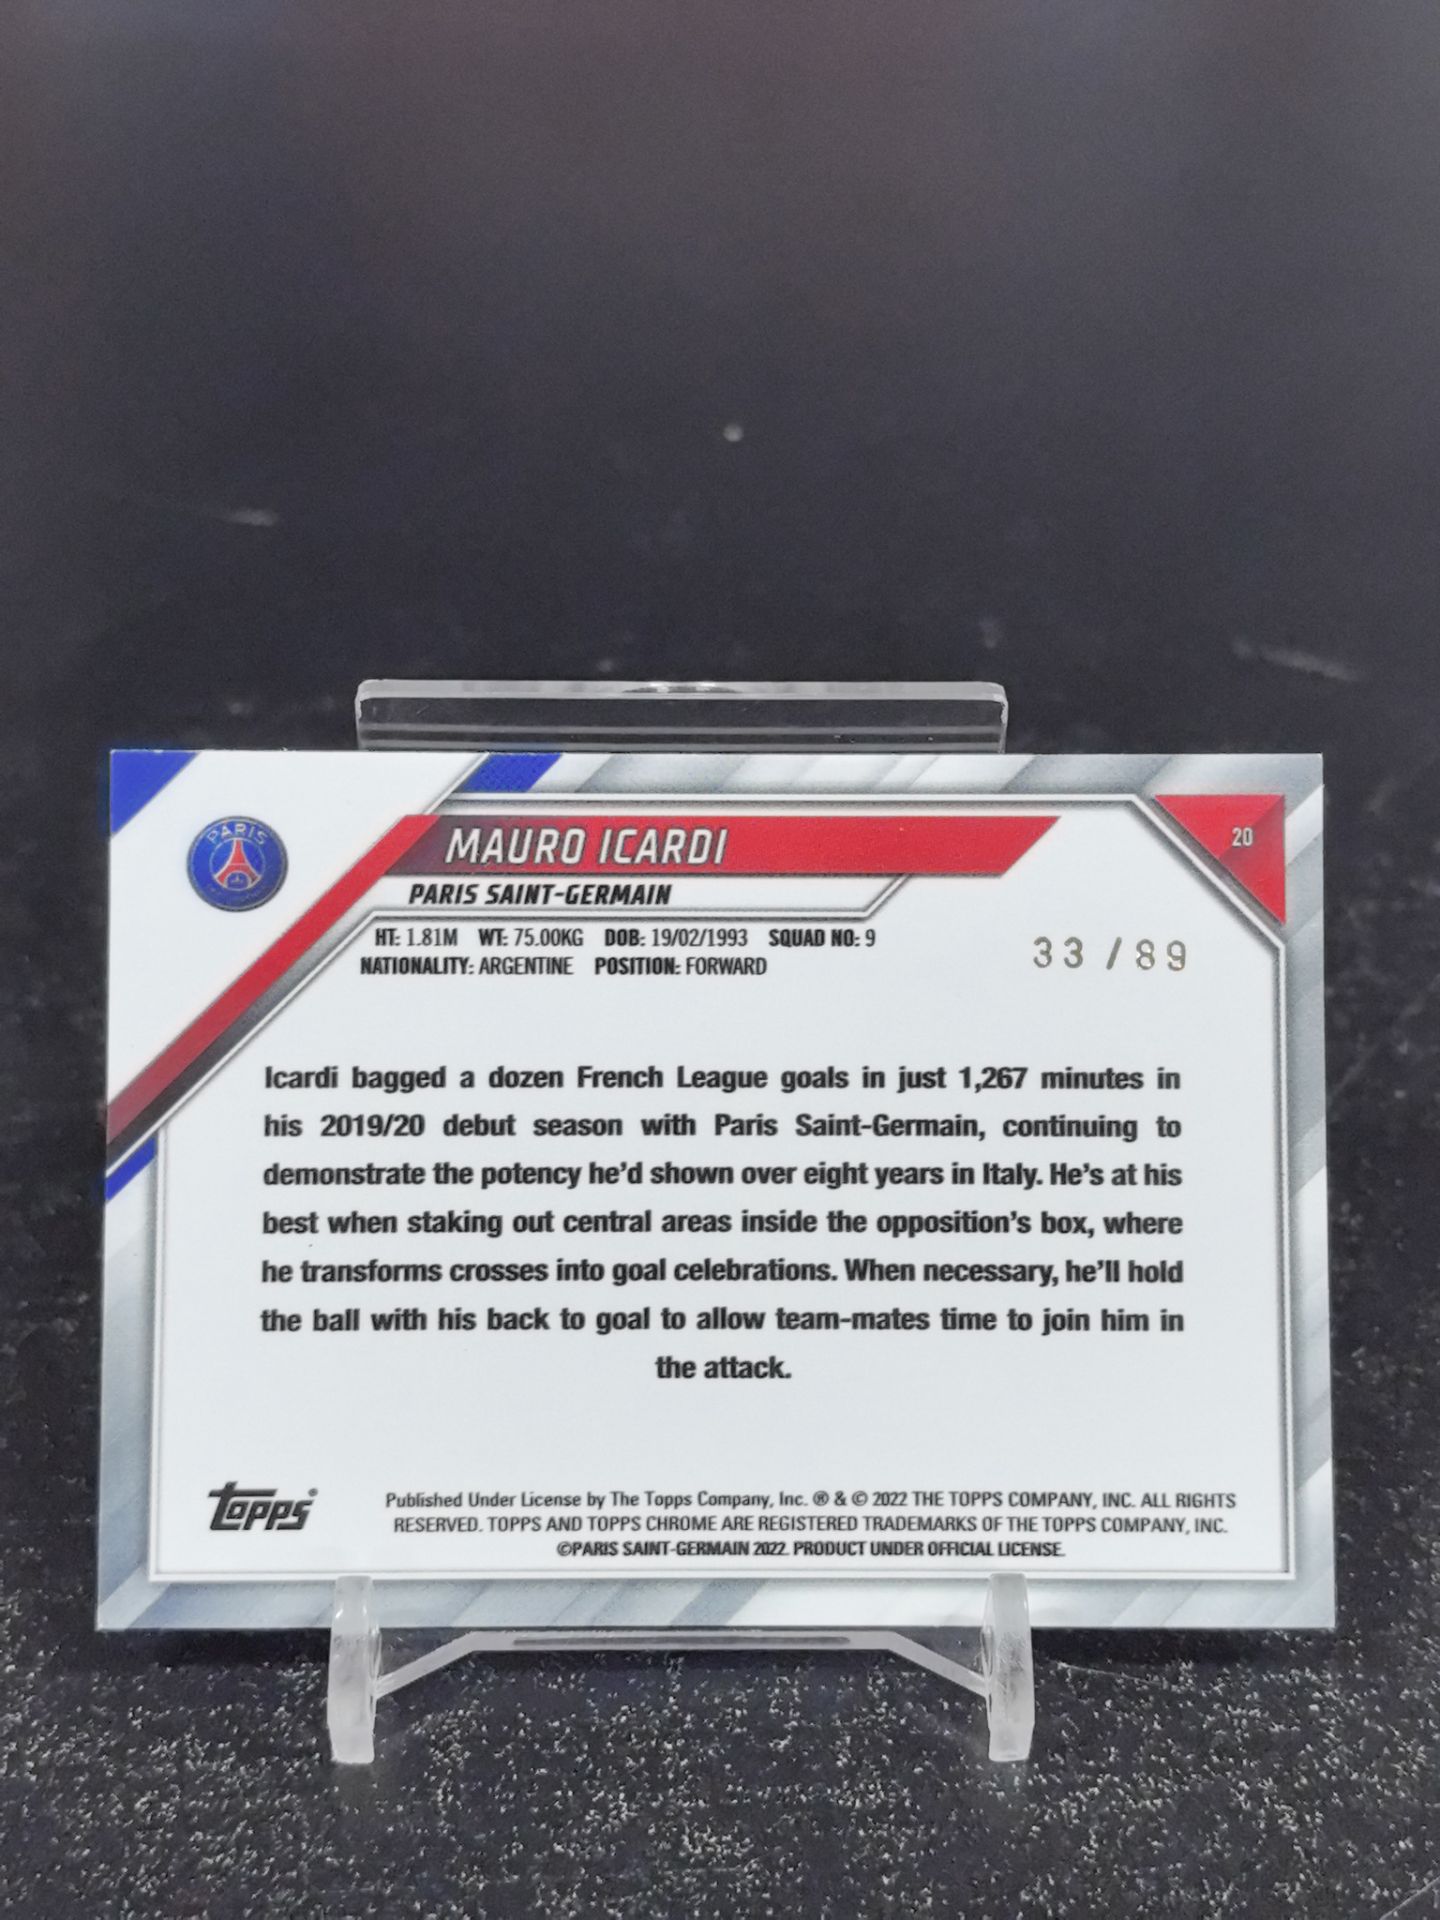 PARIS
MAURO ICARDI
20
PARIS SAINT-GERMAIN
HT: 1.81M WT: 75.00KG DOB: 19/02/1993 SQUAD NO: 9
NATIONALITY: ARGENTINE POSITION: FORWARD
33 / 89
Icardi bagged a dozen French League goals in just 1,267 minutes in
his 2019/20 debut season with Paris Saint-Germain, continuing to
demonstrate the potency he'd shown over eight years in Italy. He's at his
best when staking out central areas inside the opposition's box, where
he transforms crosses into goal celebrations. When necessary, he'll hold
the ball with his back to goal to allow team-mates time to join him in
the attack.
topps®
Published Under License by The Topps Company, Inc. ® & © 2022 THE TOPPS COMPANY, INC. ALL RIGHTS
RESERVED. TOPPS AND TOPPS CHROME ARE REGISTERED TRADEMARKS OF THE TOPPS COMPANY, INC.
©PARIS SAINT-GERMAIN 2022. PRODUCT UNDER OFFICIAL LICENSE.